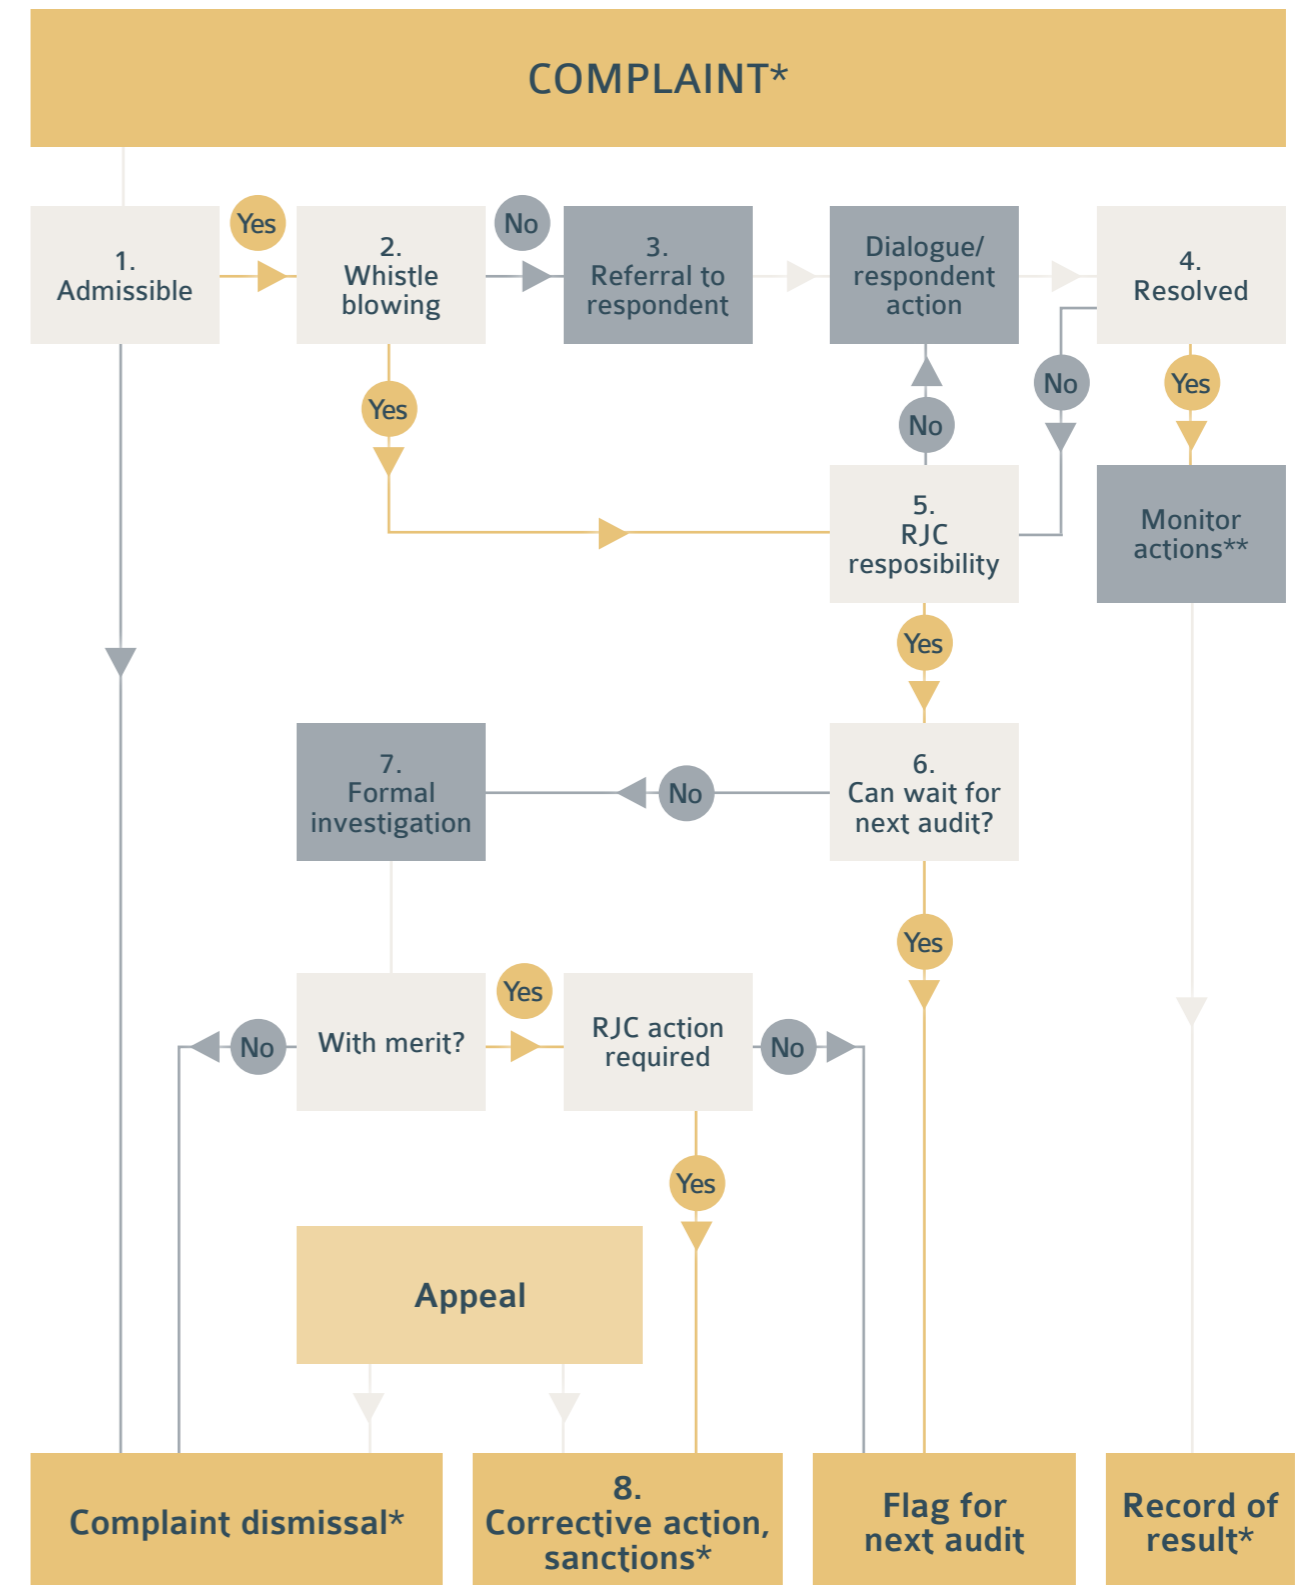 COMPLAINT*
1.
Admissible
Yes
2.
Whistle
blowing
No
3.
Referral to
respondent
Dialogue/
respondent
action
4.
Resolved
Yes
No
No
Yes
5.
RJC
resposibility
Monitor
actions**
Yes
7.
Formal
investigation
No
6.
Can wait for
next audit?
Yes
No
With merit?
Yes
RJC action
required
No
Yes
Appeal
Complaint dismissal*
8.
Corrective action,
sanctions*
Flag for
next audit
Record of
result*